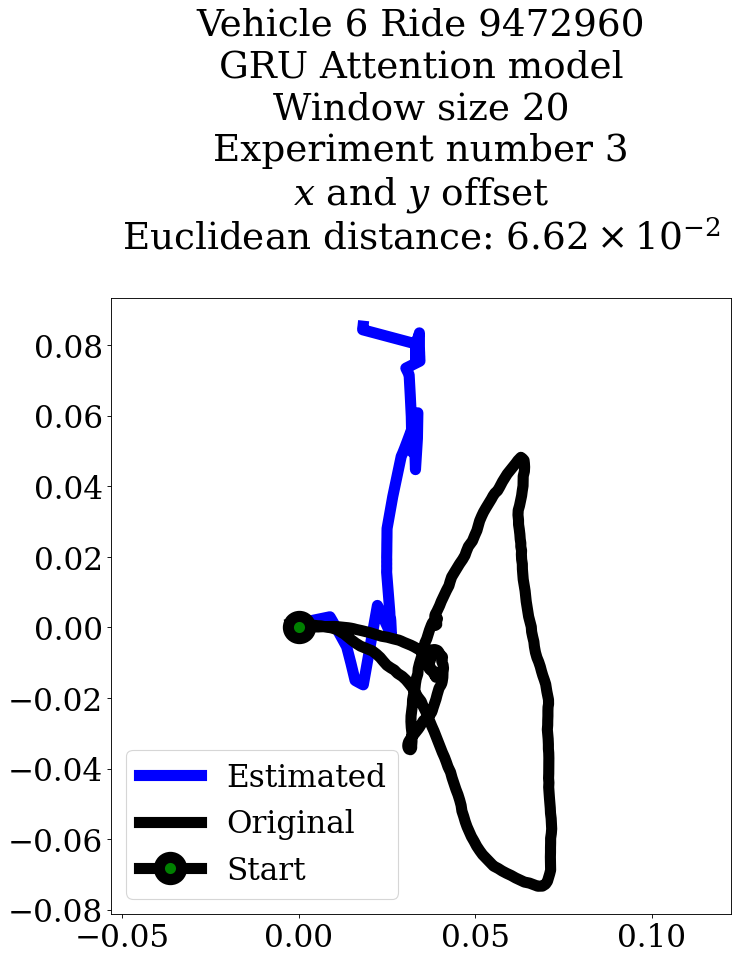 Vehicle 6 Ride 9472960
GRU Attention model
Window size 20
Experiment number 3
x and y offset
Euclidean distance: 6.62 × 10⁻²
0.08
0.06
0.04
0.02
0.00
−0.02
−0.04
−0.06
−0.08
Estimated
Original
Start
−0.05
0.00
0.05
0.10